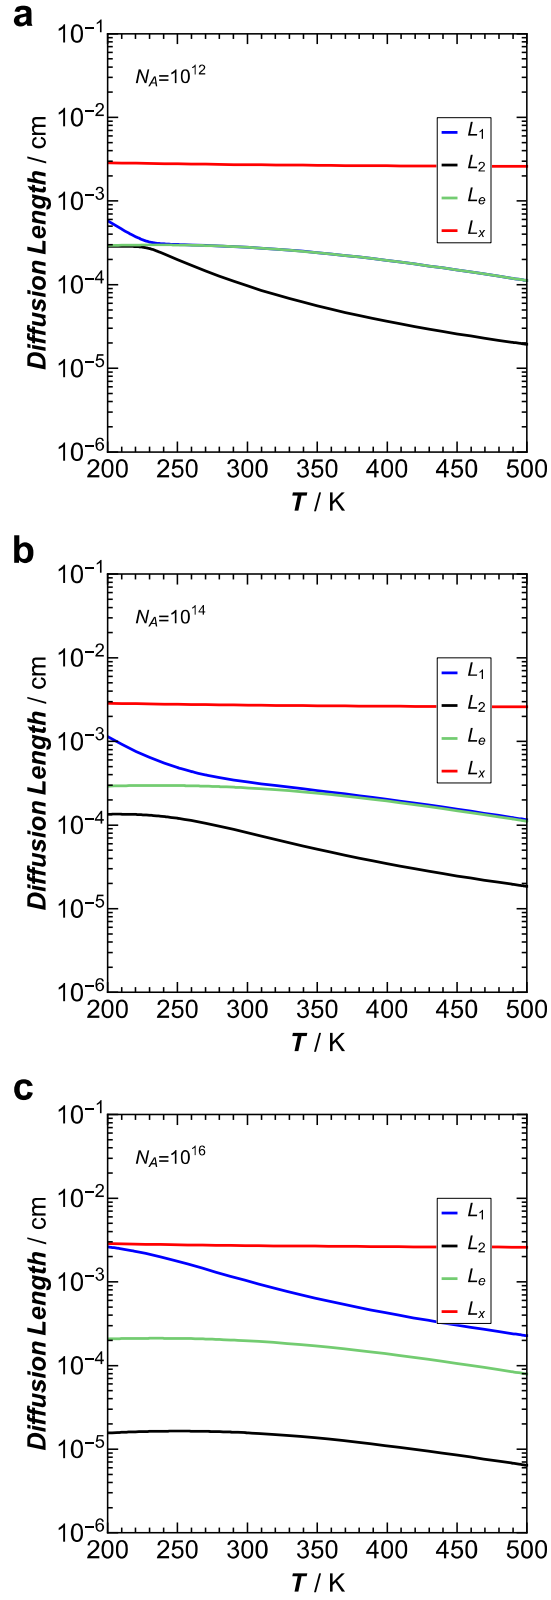 a
N_A=10^12
10^−1
10^−2
10^−3
10^−4
10^−5
10^−6
Diffusion Length / cm
L_1
L_2
L_e
L_x
200 250 300 350 400 450 500
T / K
b
N_A=10^14
10^−1
10^−2
10^−3
10^−4
10^−5
10^−6
Diffusion Length / cm
L_1
L_2
L_e
L_x
200 250 300 350 400 450 500
T / K
c
N_A=10^16
10^−1
10^−2
10^−3
10^−4
10^−5
10^−6
Diffusion Length / cm
L_1
L_2
L_e
L_x
200 250 300 350 400 450 500
T / K